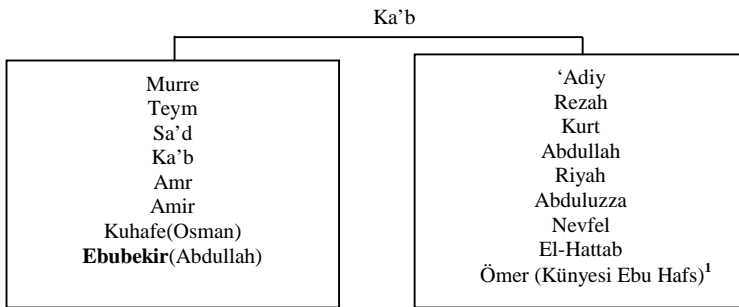 Ka’b
Murre
Teym
Sa’d
Ka’b
Amr
Amir
Kuhafe(Osman)
Ebubekir(Abdullah)
‘Adiy
Rezah
Kurt
Abdullah
Riyah
Abduluzza
Nevfel
El-Hattab
Ömer (Künyesi Ebu Hafs)1